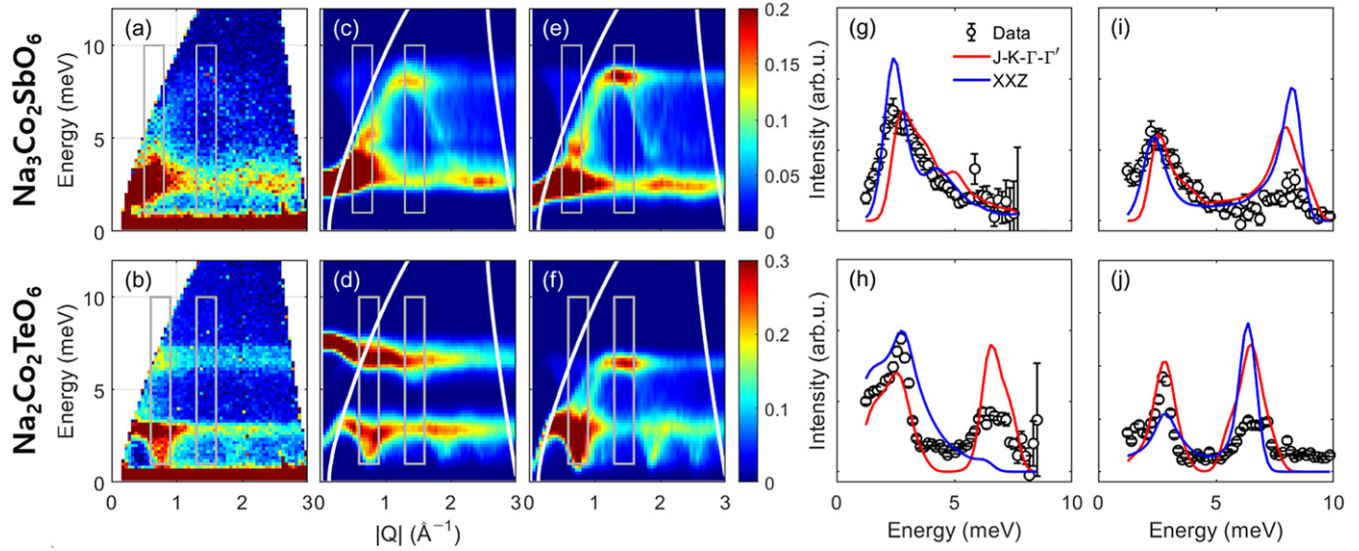 Na₃Co₂SbO₆
Na₂Co₂TeO₆
Energy (meV)
10
5
0
(a)
(c)
(e)
0.2
0.15
0.1
0.05
0
Energy (meV)
10
5
0
0 1 2 3
(b)
(d)
0 1 2 3
(f)
0 1 2 3
0.3
0.2
0.1
0
|Q| (Å⁻¹)
Intensity (arb.u.)
(g)
Data
J-K-Γ-Γ′
XXZ
(i)
Intensity (arb.u.)
(h)
0 5 10
Energy (meV)
(j)
0 5 10
Energy (meV)